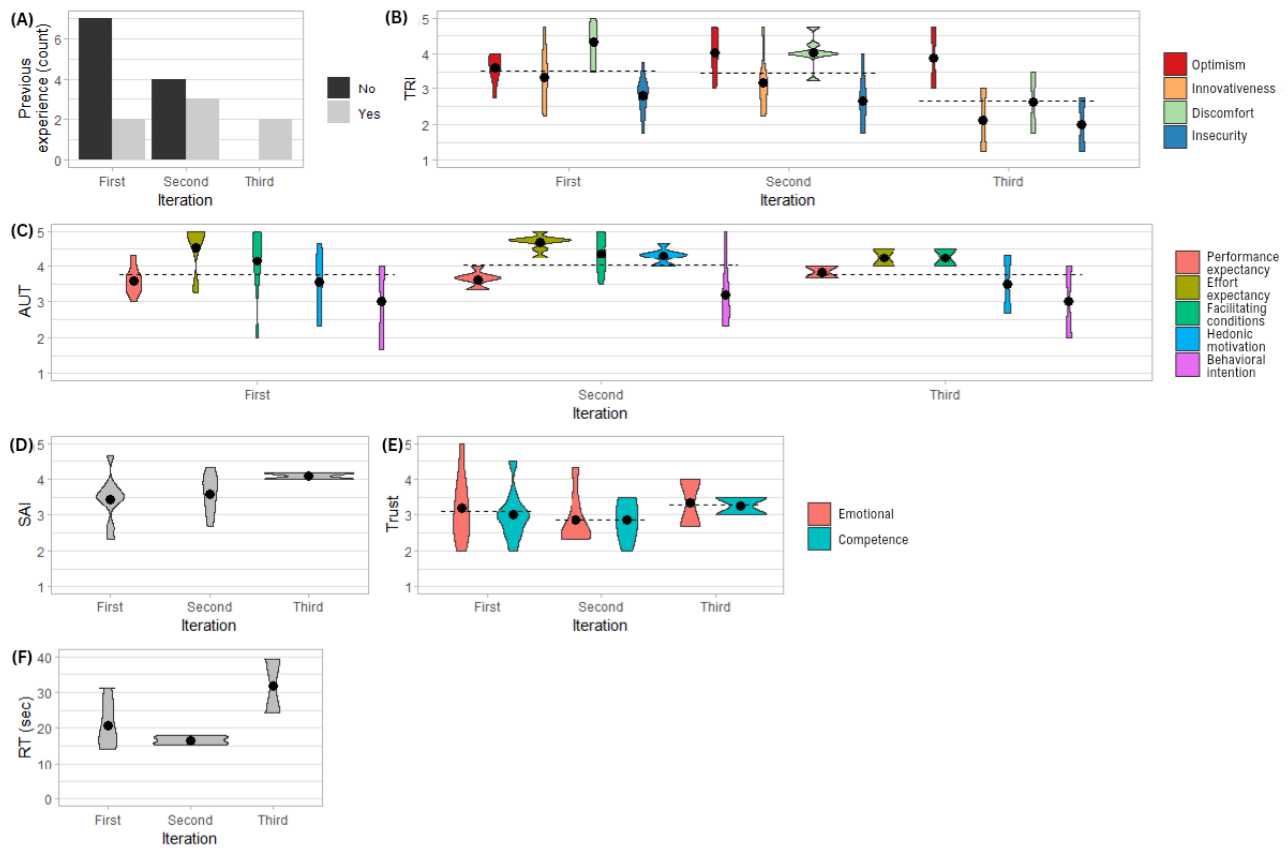 (A)
Previous
experience (count)
6
4
2
0
First
Second
Third
Iteration
No
Yes
(B)
TRI
5
4
3
2
1
First
Second
Third
Iteration
Optimism
Innovativeness
Discomfort
Insecurity
(C)
AUT
5
4
3
2
1
First
Second
Third
Iteration
Performance
expectancy
Effort
expectancy
Facilitating
conditions
Hedonic
motivation
Behavioral
intention
(D)
SAI
5
4
3
2
1
First
Second
Third
Iteration
(E)
Trust
5
4
3
2
1
First
Second
Third
Iteration
Emotional
Competence
(F)
RT (sec)
40
30
20
10
0
First
Second
Third
Iteration